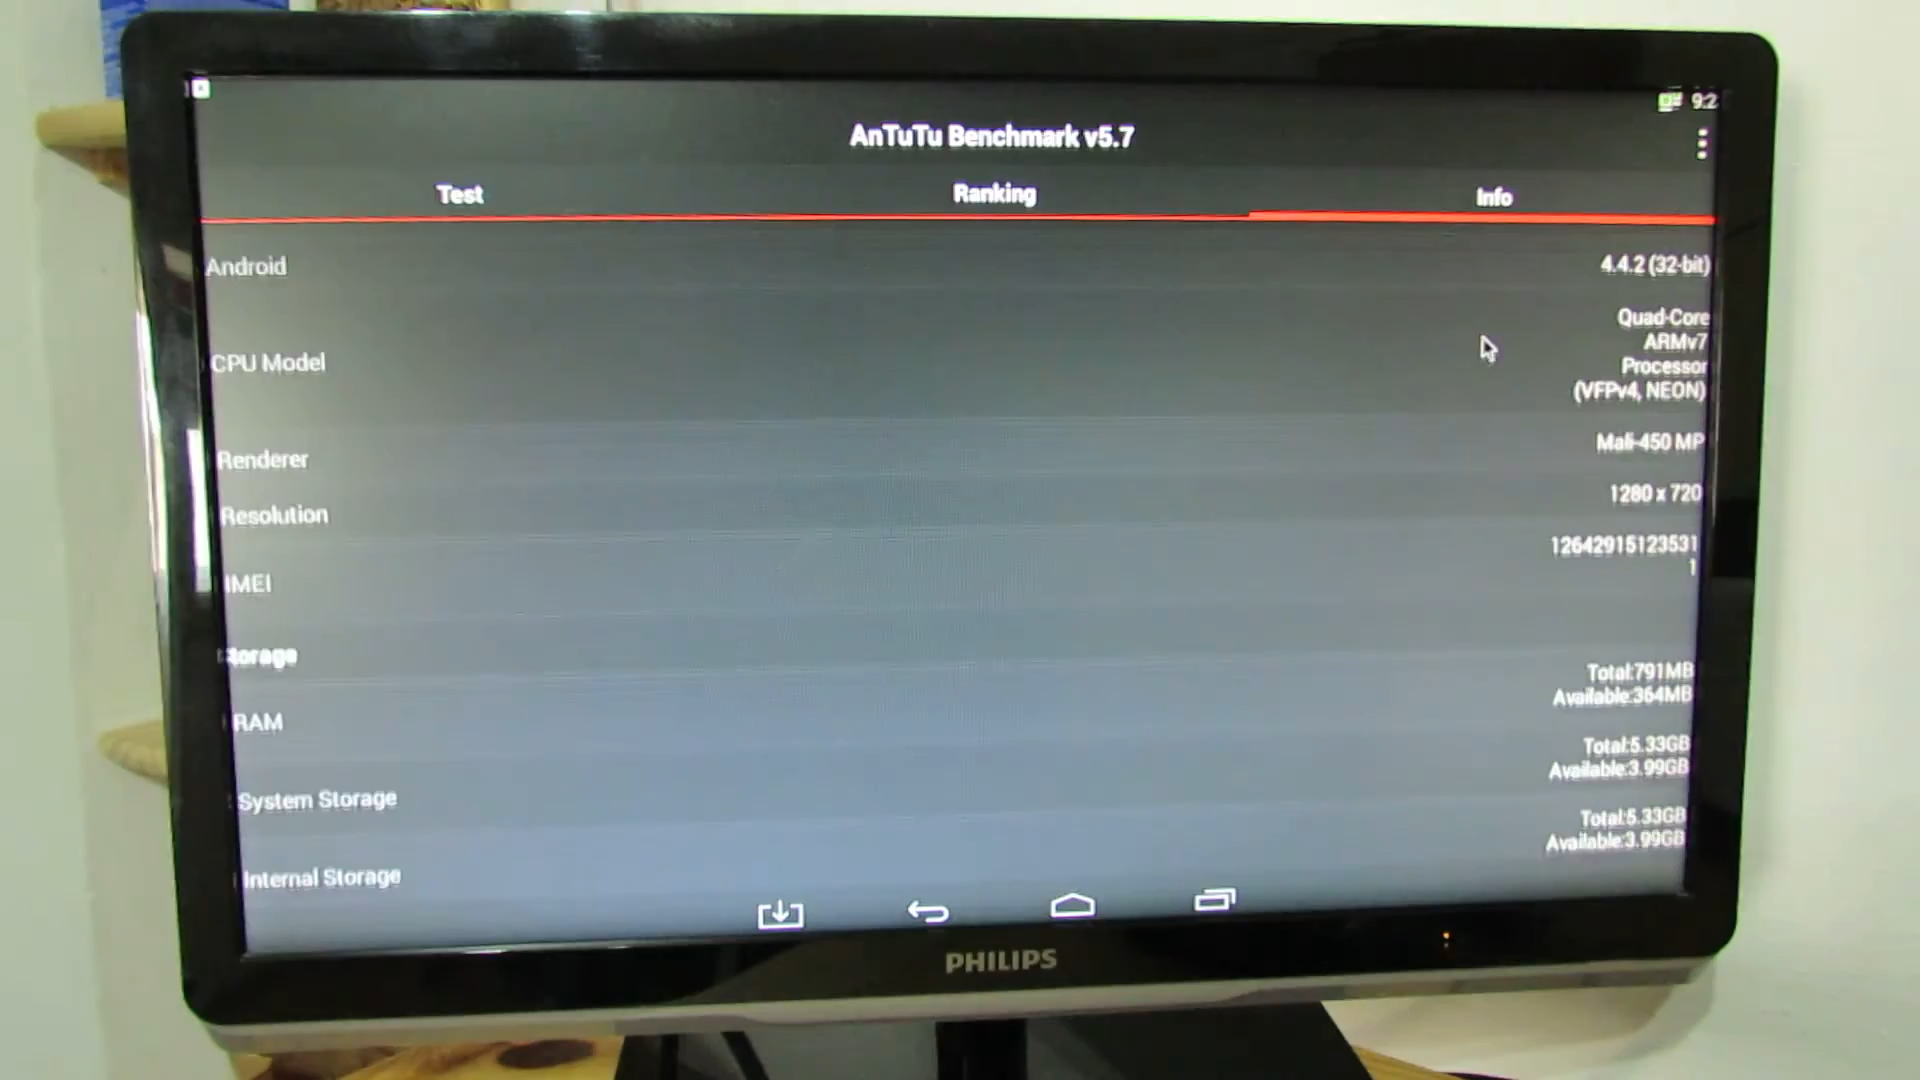 9:2
AnTuTu Benchmark v5.7
Test
Ranking
Info
Android
4.4.2 (32-bit)
CPU Model
Quad-Core
ARMv7
Processor
(VFPv4, NEON)
Renderer
Mali-450 MP
Resolution
1280 x 720
IMEI
12642915123531
1
Storage
RAM
Total:791MB
Available:364MB
System Storage
Total:5.33GB
Available:3.99GB
Internal Storage
Total:5.33GB
Available:3.99GB
PHILIPS